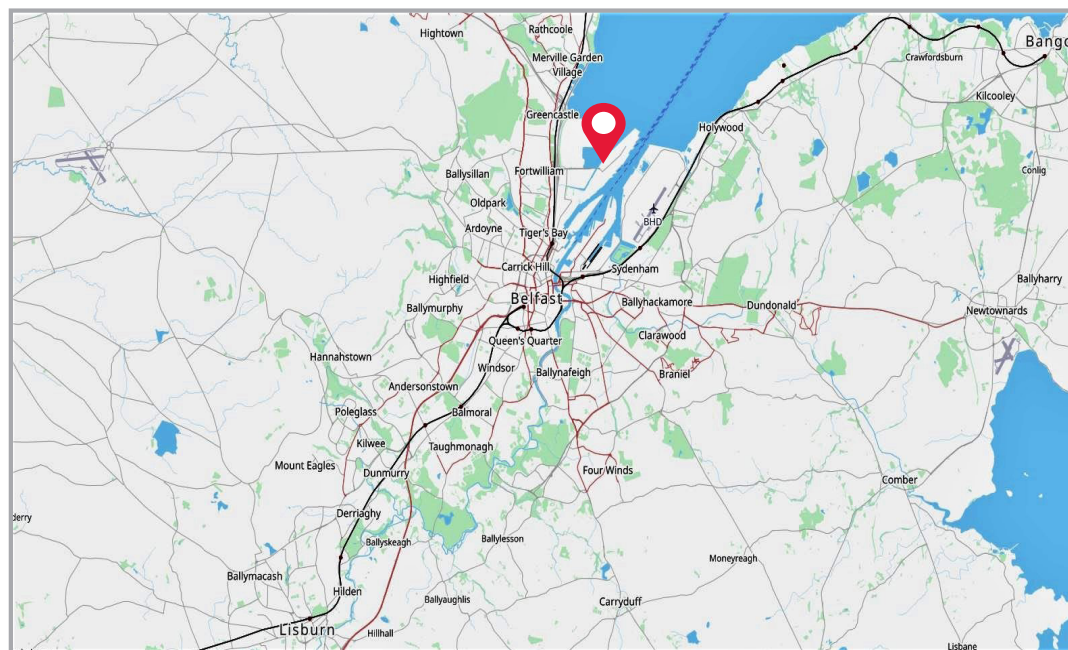 Rathcoole
Hightown
Bango
Merville Garden
Village
Crawfordsburn
Kilcooley
Greencastle
Holywood
Ballysillan
Fortwilliam
Conlig
Oldpark
BHD
Ardoyne
Tiger's Bay
Carrick Hill
Sydenham
Highfield
Ballyharry
Belfast
Ballyhackamore
Dundonald
Ballymurphy
Newtownards
Queen's Quarter
Clarawood
Hannahstown
Windsor
Ballynafeigh
Braniel
Andersonstown
Poleglass
Balmoral
Kilwee
Taughmonagh
Mount Eagles
Dunmurry
Four Winds
Comber
Derriaghy
derry
Ballyskeagh
Ballylesson
Moneyreagh
Ballymacash
Hilden
Ballyaughlis
Carryduff
Lisburn
Hillhall
Lisbane